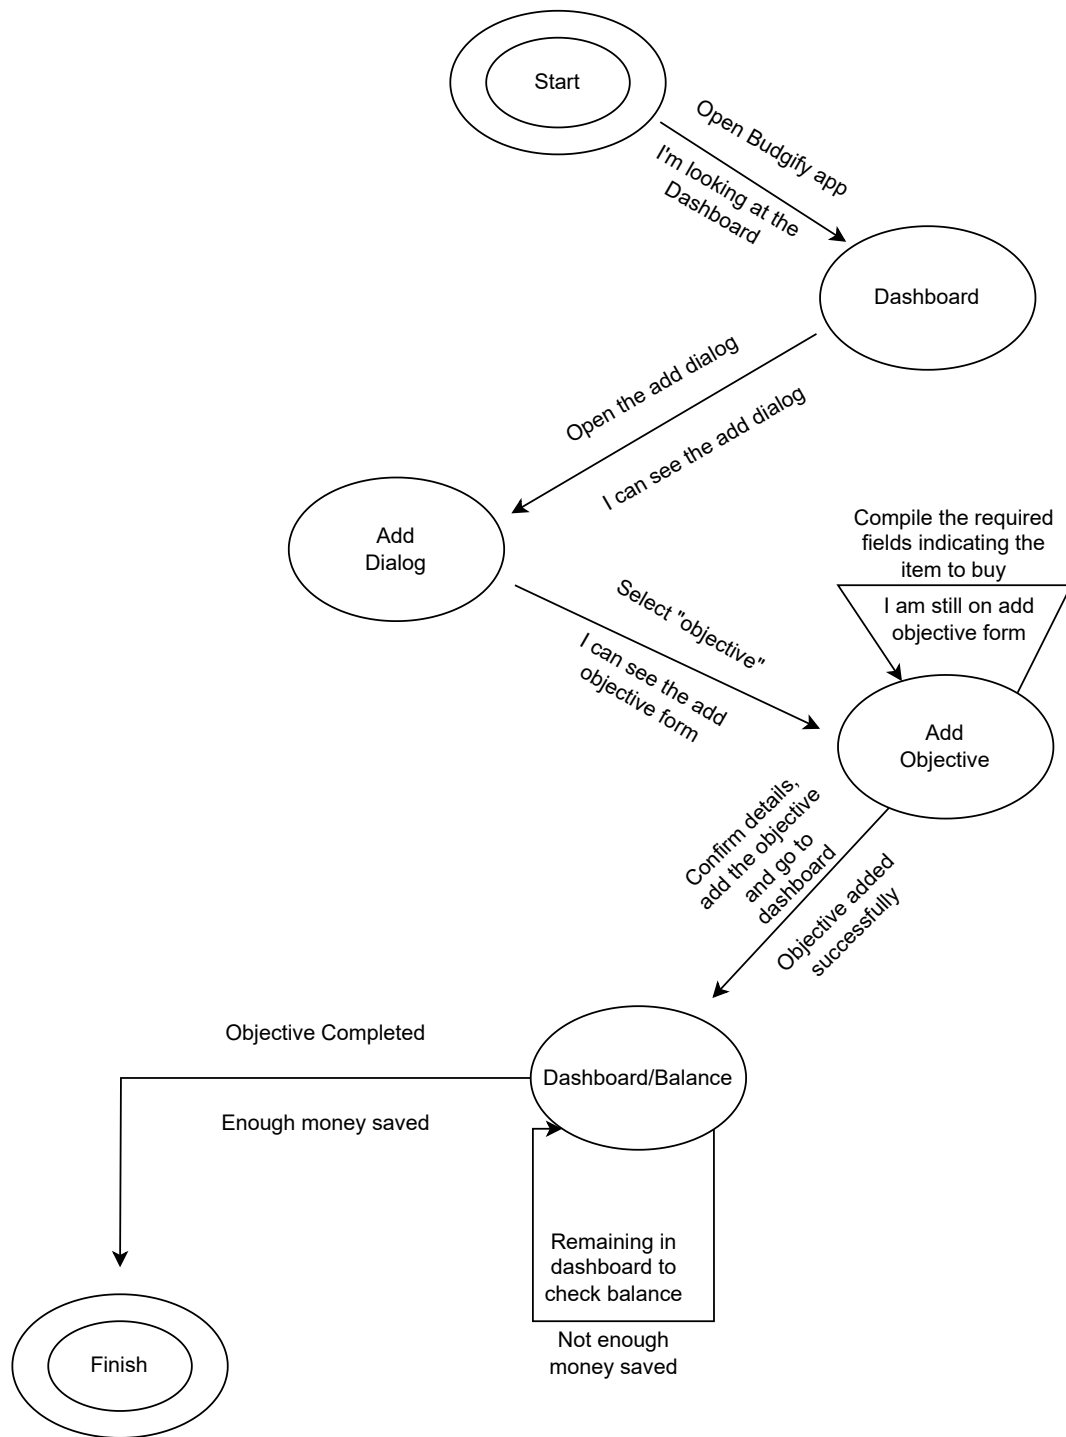 Start
Open Budgify app
I'm looking at the
Dashboard
Dashboard
Open the add dialog
I can see the add dialog
Add
Dialog
Select "objective"
I can see the add
objective form
Compile the required
fields indicating the
item to buy
I am still on add
objective form
Add
Objective
Confirm details,
add the objective
and go to
dashboard
Objective added
successfully
Dashboard/Balance
Objective Completed
Enough money saved
Remaining in
dashboard to
check balance
Not enough
money saved
Finish